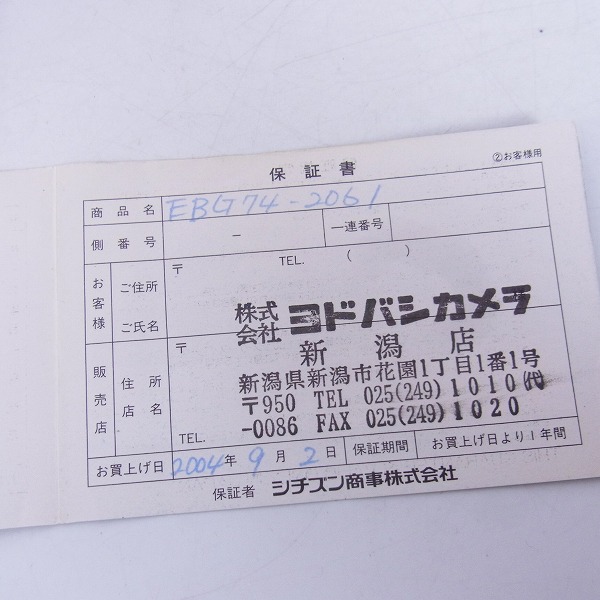 保証書
②お客様用
商品名 EBG74-2061
側番号 - 一連番号
お客様 ご住所 〒 TEL. ( )
ご氏名
株式会社 ヨドバシカメラ
新潟店
販売店 住所 店名 〒
新潟県新潟市花園1丁目1番1号
〒950 TEL 025(249)1010(代)
-0086 FAX 025(249)1020
TEL.
お買上げ日 2004年9月2日 保証期間 お買上げ日より1年間
保証者 シチズン商事株式会社